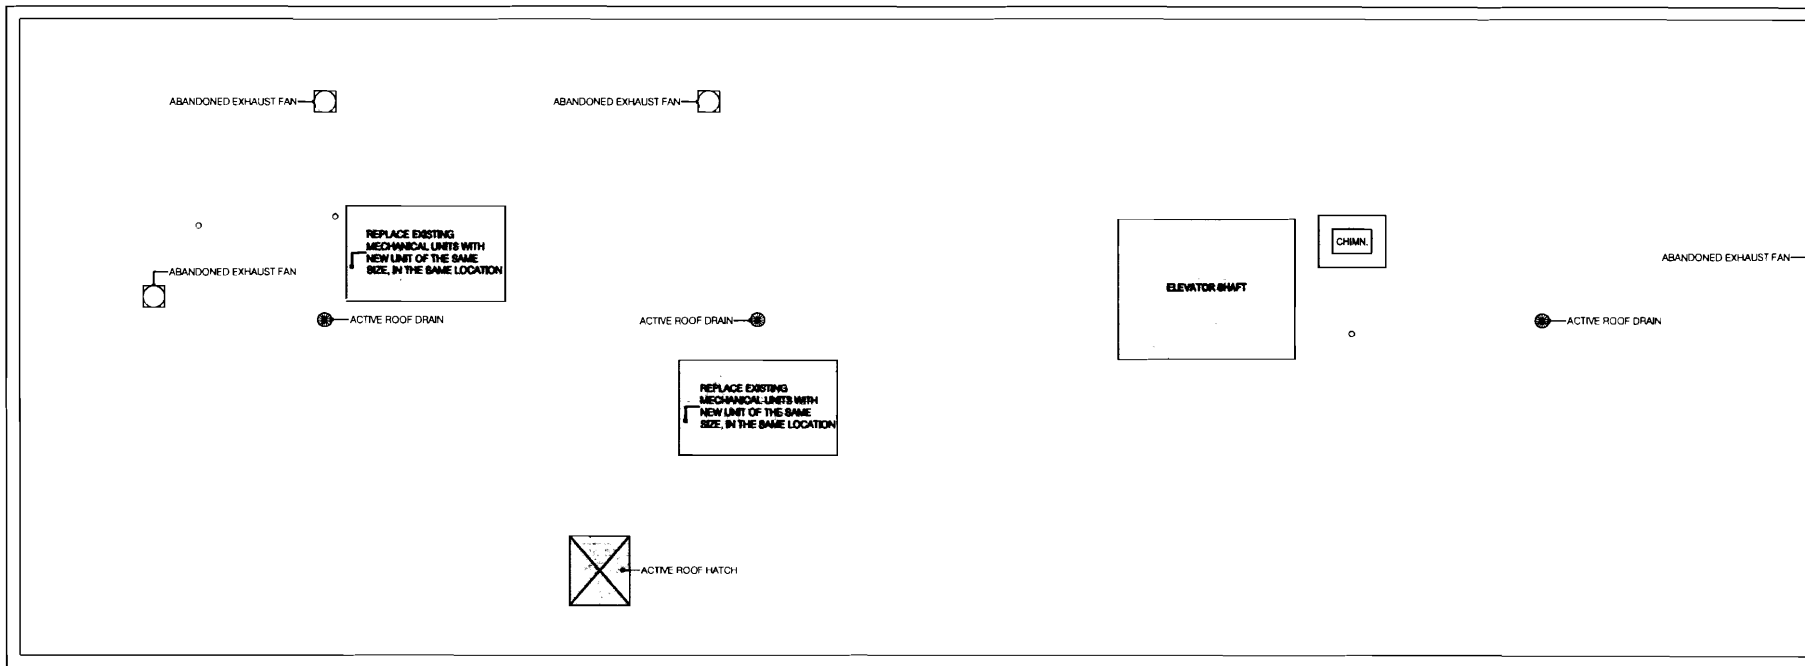 ABANDONED EXHAUST FAN
ABANDONED EXHAUST FAN
REPLACE EXISTING
MECHANICAL UNITS WITH
NEW UNIT OF THE SAME
SIZE, IN THE SAME LOCATION
CHIMN.
ABANDONED EXHAUST FAN
ABANDONED EXHAUST FAN
ELEVATOR SHAFT
ACTIVE ROOF DRAIN
ACTIVE ROOF DRAIN
ACTIVE ROOF DRAIN
REPLACE EXISTING
MECHANICAL UNITS WITH
NEW UNIT OF THE SAME
SIZE, IN THE SAME LOCATION
ACTIVE ROOF HATCH